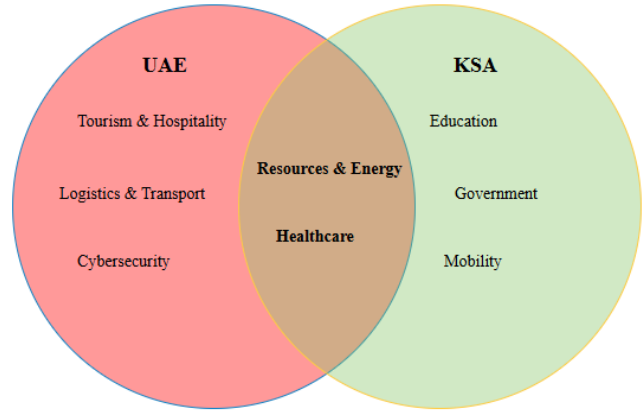 UAE
KSA
Tourism & Hospitality
Education
Resources & Energy
Logistics & Transport
Government
Healthcare
Cybersecurity
Mobility